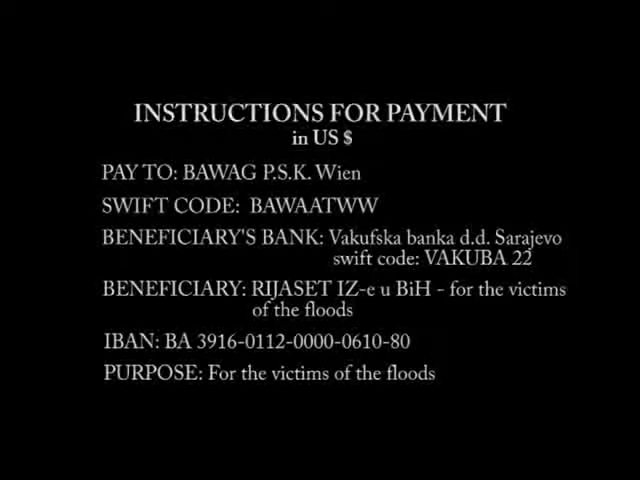 INSTRUCTIONS FOR PAYMENT
in US $
PAY TO: BAWAG P.S.K. Wien
SWIFT CODE: BAWAATWW
BENEFICIARY'S BANK: Vakufska banka d.d. Sarajevo
swift code: VAKUBA 22
BENEFICIARY: RIJASET IZ-e u BiH - for the victims
of the floods
IBAN: BA 3916-0112-0000-0610-80
PURPOSE: For the victims of the floods